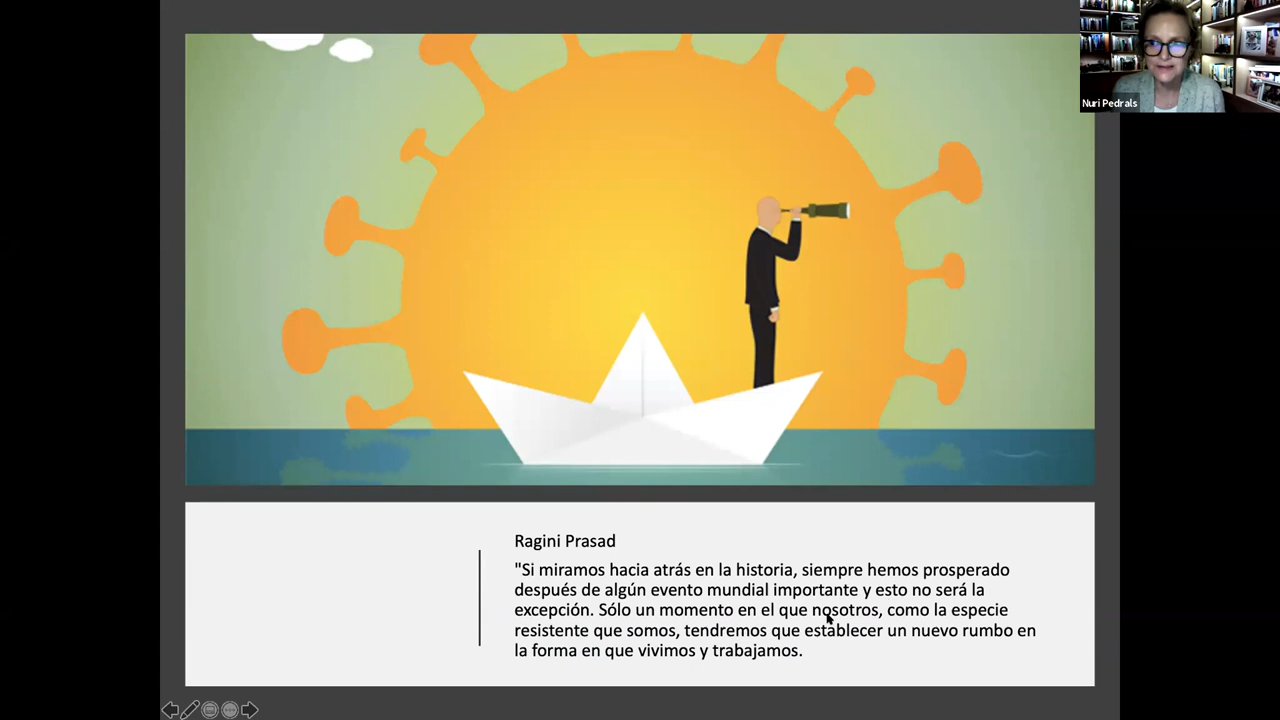 Nuri Pedrals
Ragini Prasad
"Si miramos hacia atrás en la historia, siempre hemos prosperado
después de algún evento mundial importante y esto no será la
excepción. Sólo un momento en el que nosotros, como la especie
resistente que somos, tendremos que establecer un nuevo rumbo en
la forma en que vivimos y trabajamos.